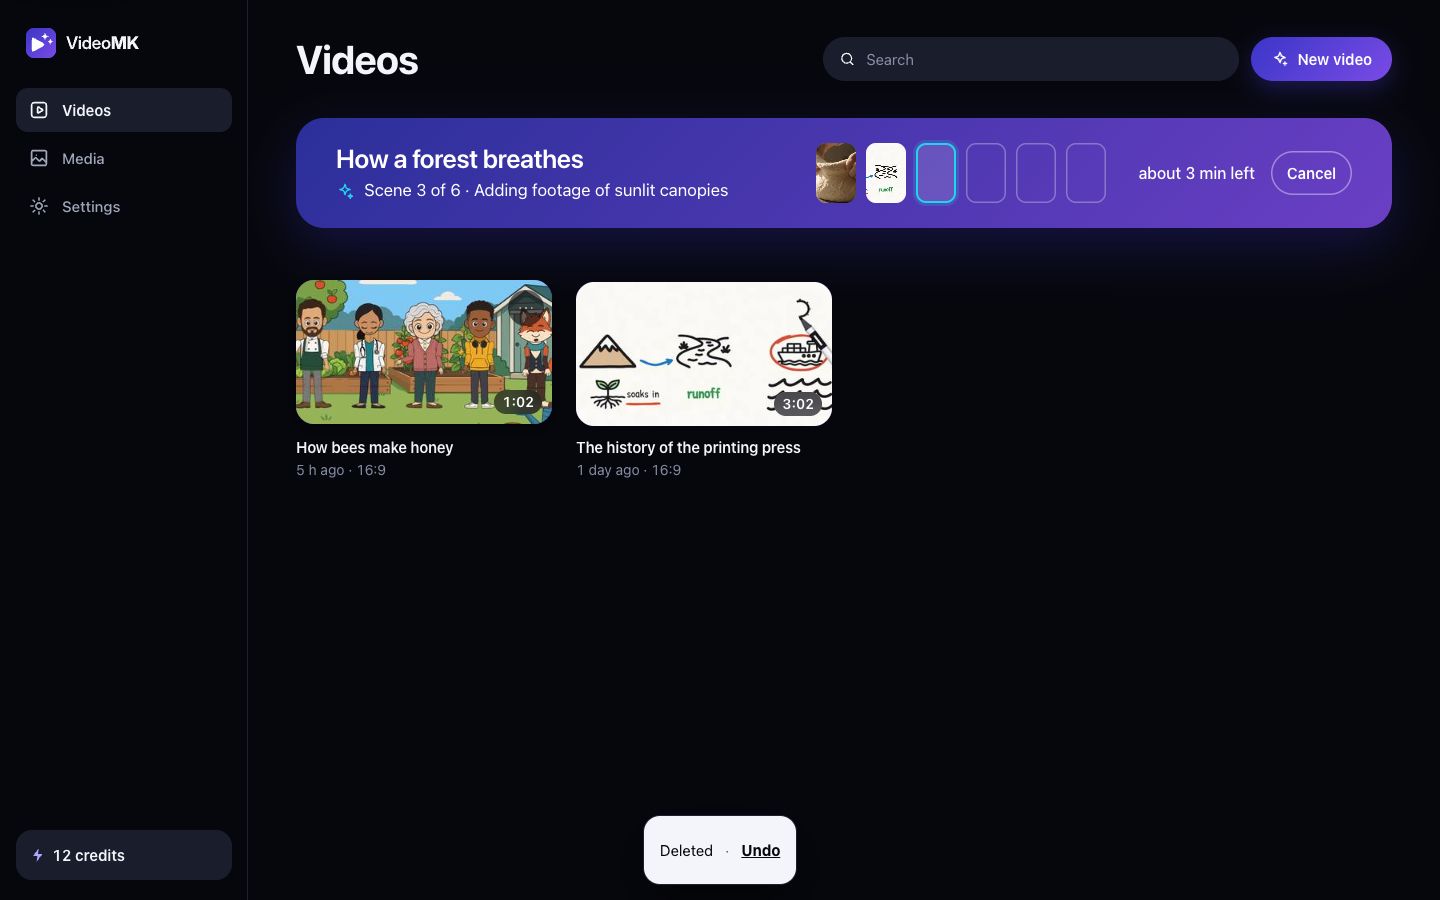 VideoMK
Videos
Media
Settings
12 credits
Videos
Search
New video
How a forest breathes
Scene 3 of 6 · Adding footage of sunlit canopies
runoff
about 3 min left
Cancel
1:02
How bees make honey
5 h ago · 16:9
soaks in
runoff
3:02
The history of the printing press
1 day ago · 16:9
Deleted · Undo